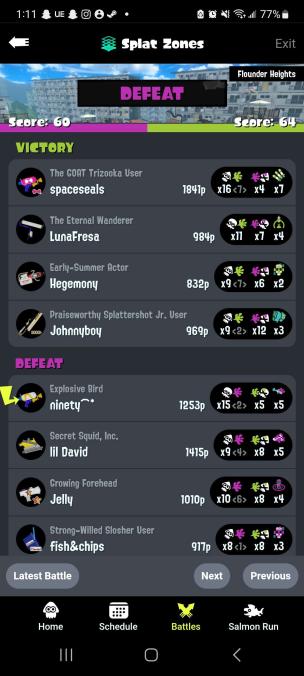 1:11 UE 77%
Splat Zones Exit
Flounder Heights
DEFEAT
Score: 60 Score: 64
VICTORY
The GOAT Trizooka User
spaceseals 1841p x16<7> x4 x7
The Eternal Wanderer
LunaFresa 984p x11 x7 x4
Early-Summer Actor
Hegemony 832p x9<7> x6 x2
Praiseworthy Splattershot Jr. User
Johnnyboy 969p x9<2> x12 x3
DEFEAT
Explosive Bird
ninety⌒• 1253p x15<2> x5 x5
Secret Squid, Inc.
lil David 1415p x9<4> x8 x5
Growing Forehead
Jelly 1010p x10<6> x8 x4
Strong-Willed Slosher User
fish&chips 917p x8<1> x8 x3
Latest Battle Next Previous
Home Schedule Battles Salmon Run